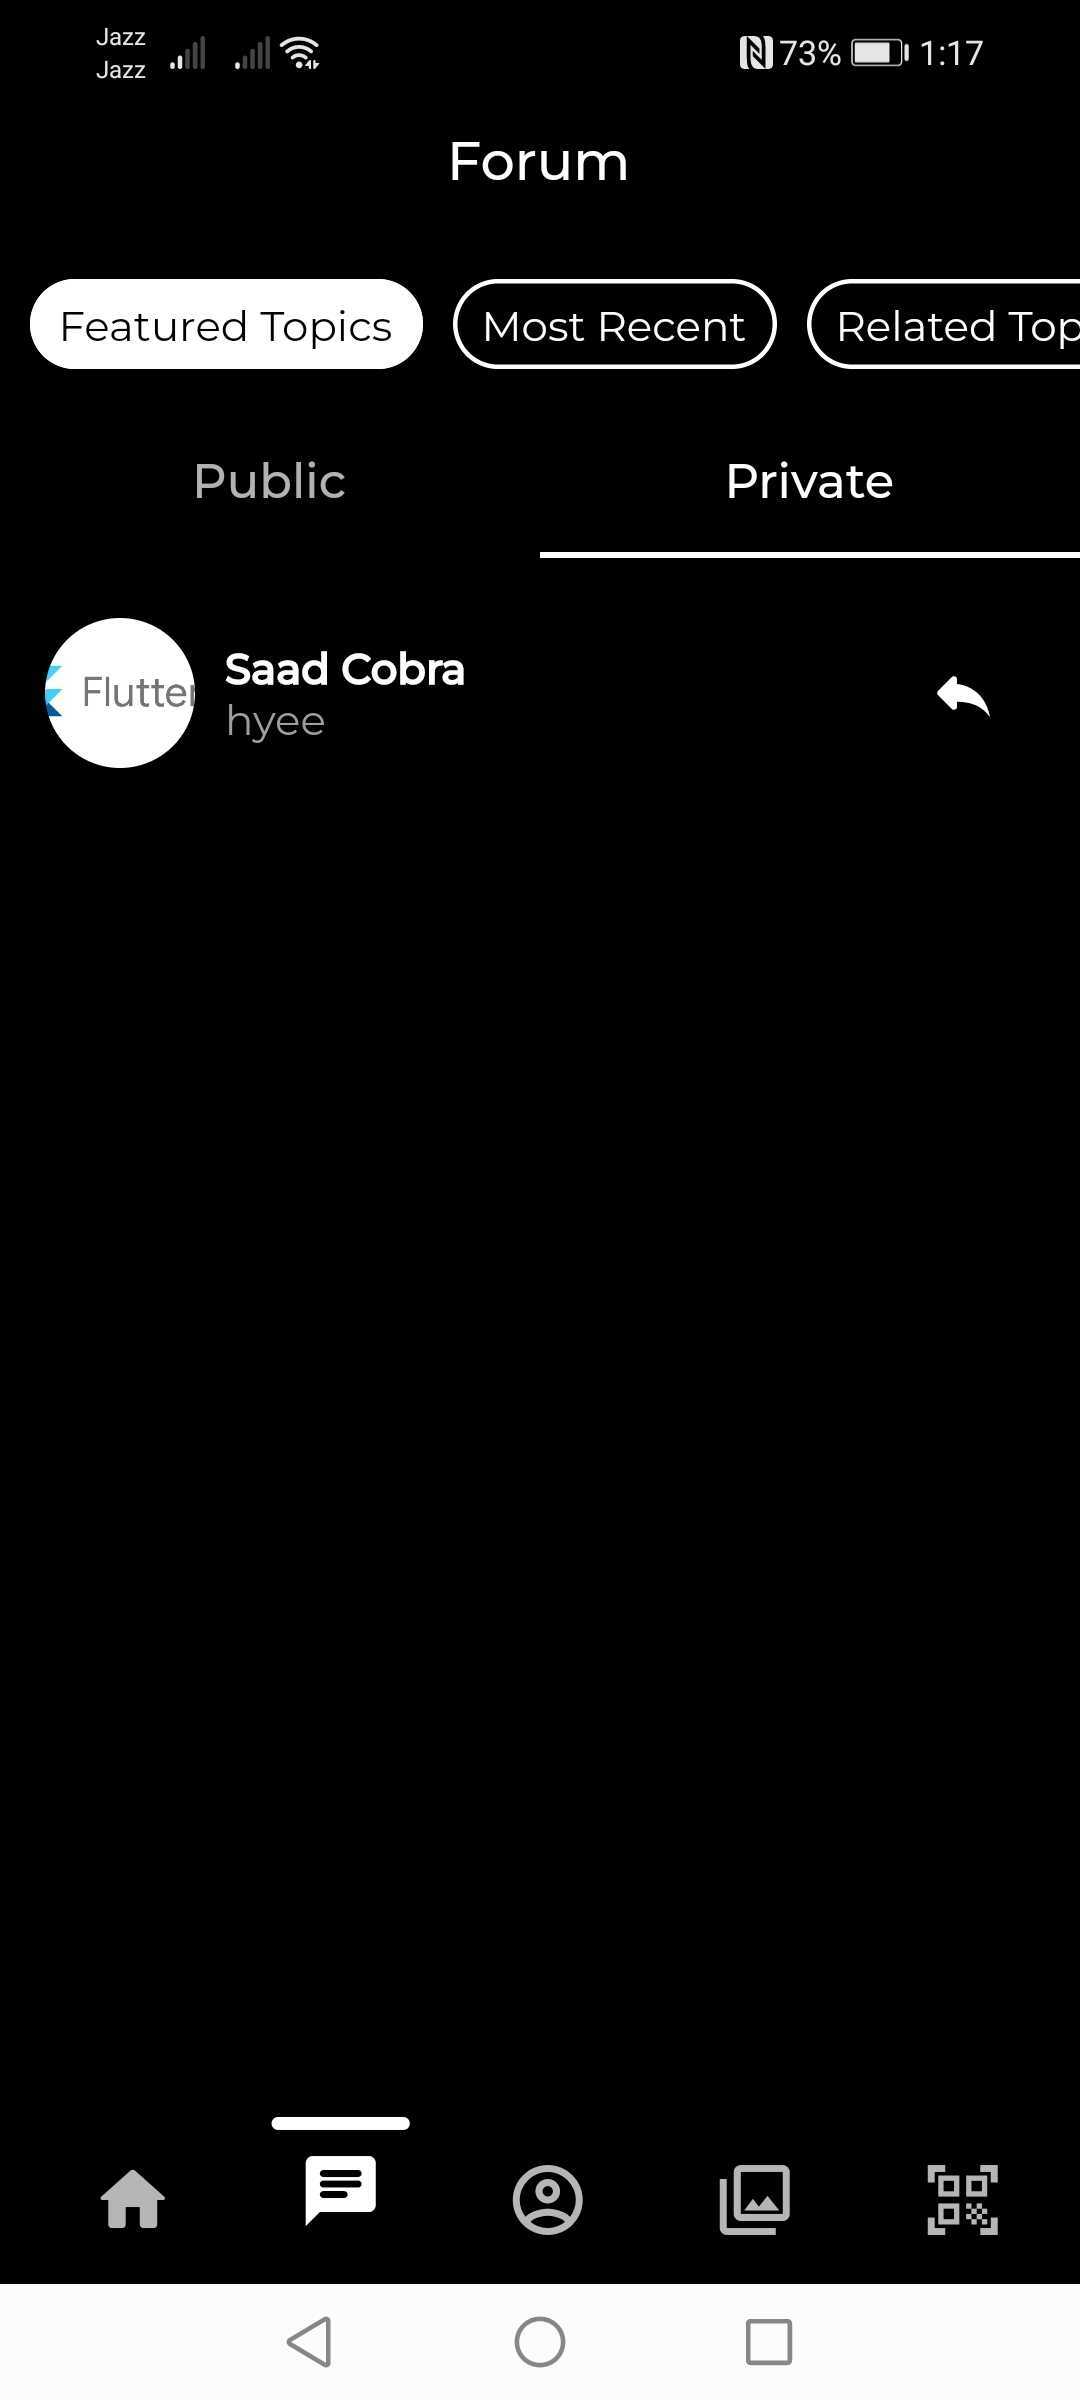 Jazz
Jazz
73% 1:17
Forum
Featured Topics Most Recent Related Top
Public Private
Flutter
Saad Cobra
hyee